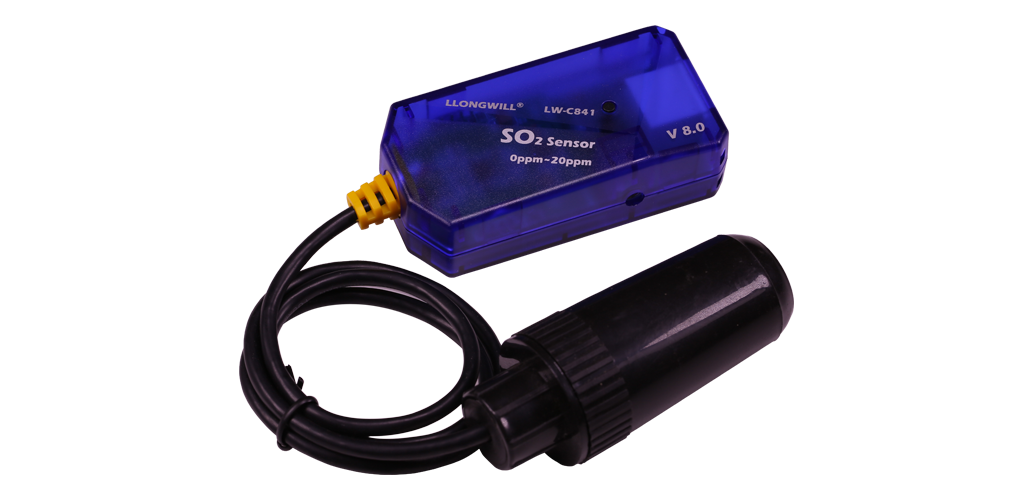 LLONGWILL® LW-C841
SO₂ Sensor
V 8.0
0ppm~20ppm